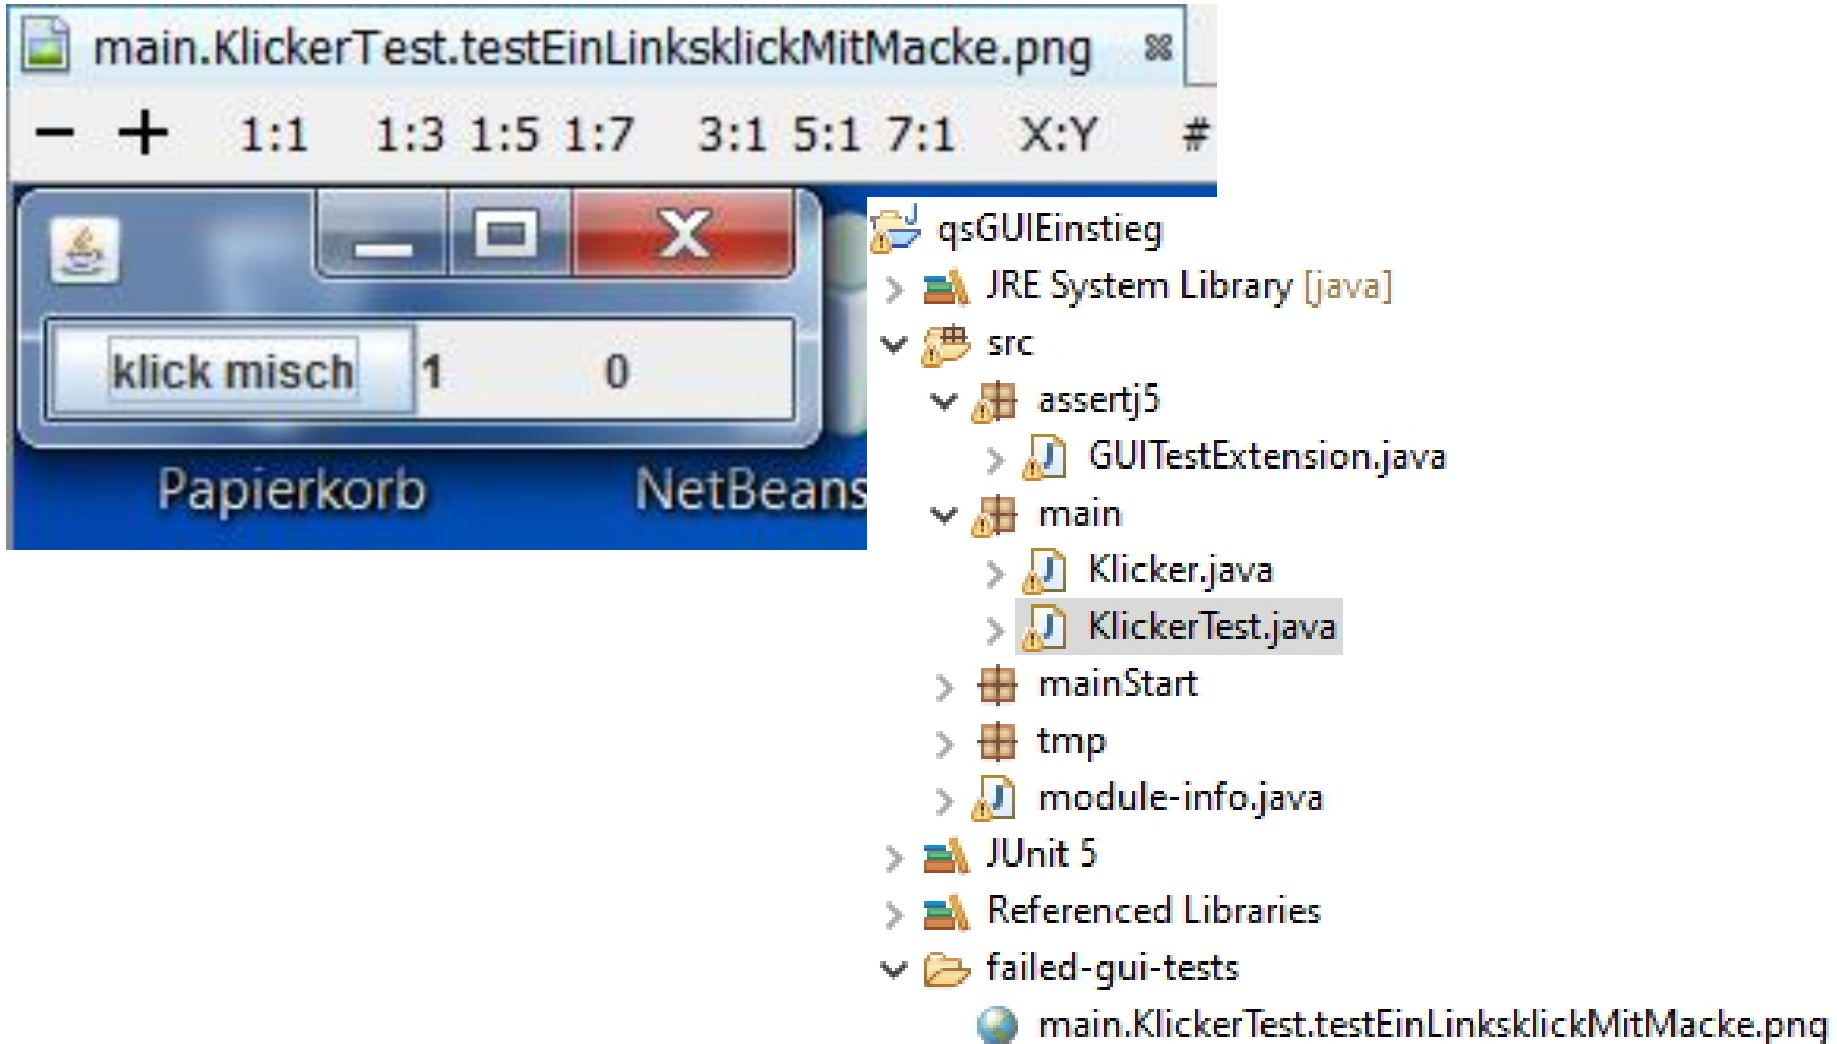 main.KlickerTest.testEinLinksklickMitMacke.png
− + 1:1 1:3 1:5 1:7 3:1 5:1 7:1 X:Y #
klick misch 1 0
Papierkorb NetBeans
qsGUIEinstieg
JRE System Library [java]
src
assertj5
GUITestExtension.java
main
Klicker.java
KlickerTest.java
mainStart
tmp
module-info.java
JUnit 5
Referenced Libraries
failed-gui-tests
main.KlickerTest.testEinLinksklickMitMacke.png